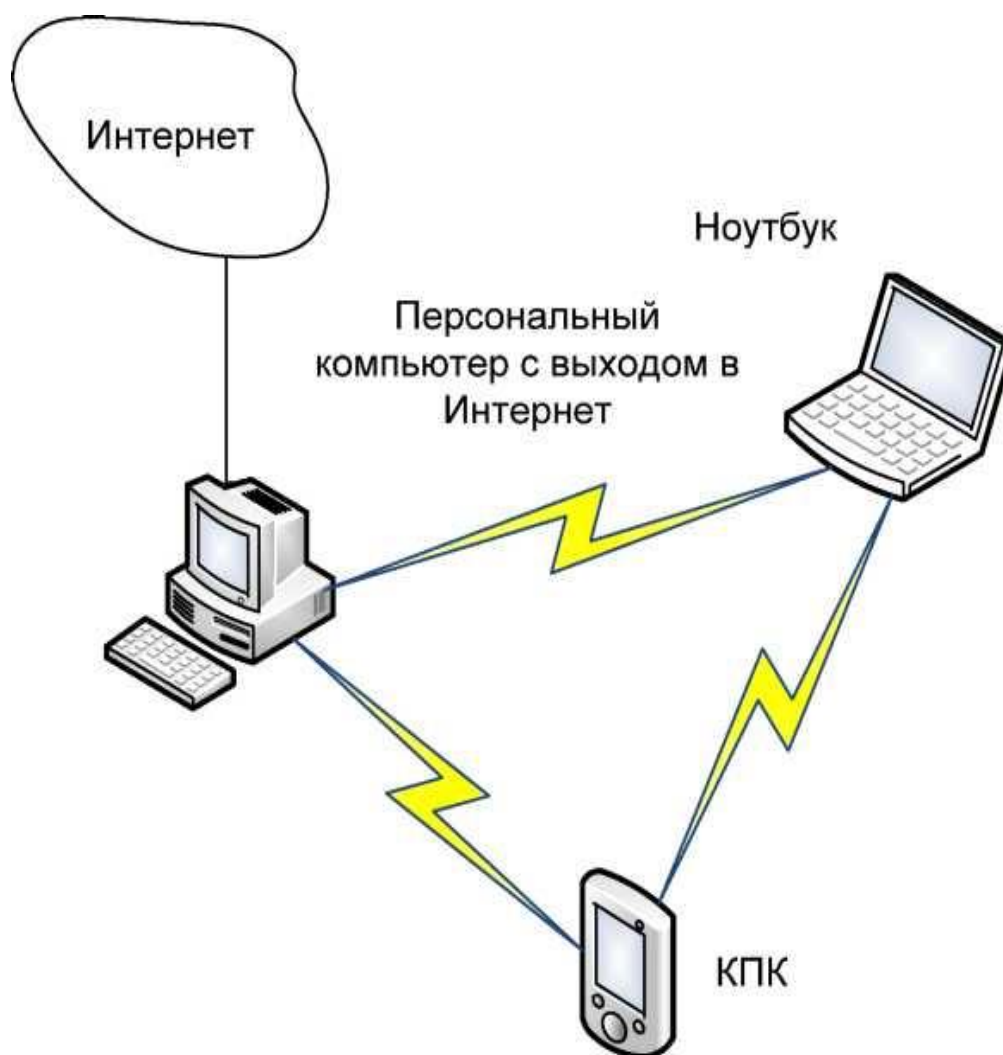 Интернет
Ноутбук
Персональный
компьютер с выходом в
Интернет
КПК